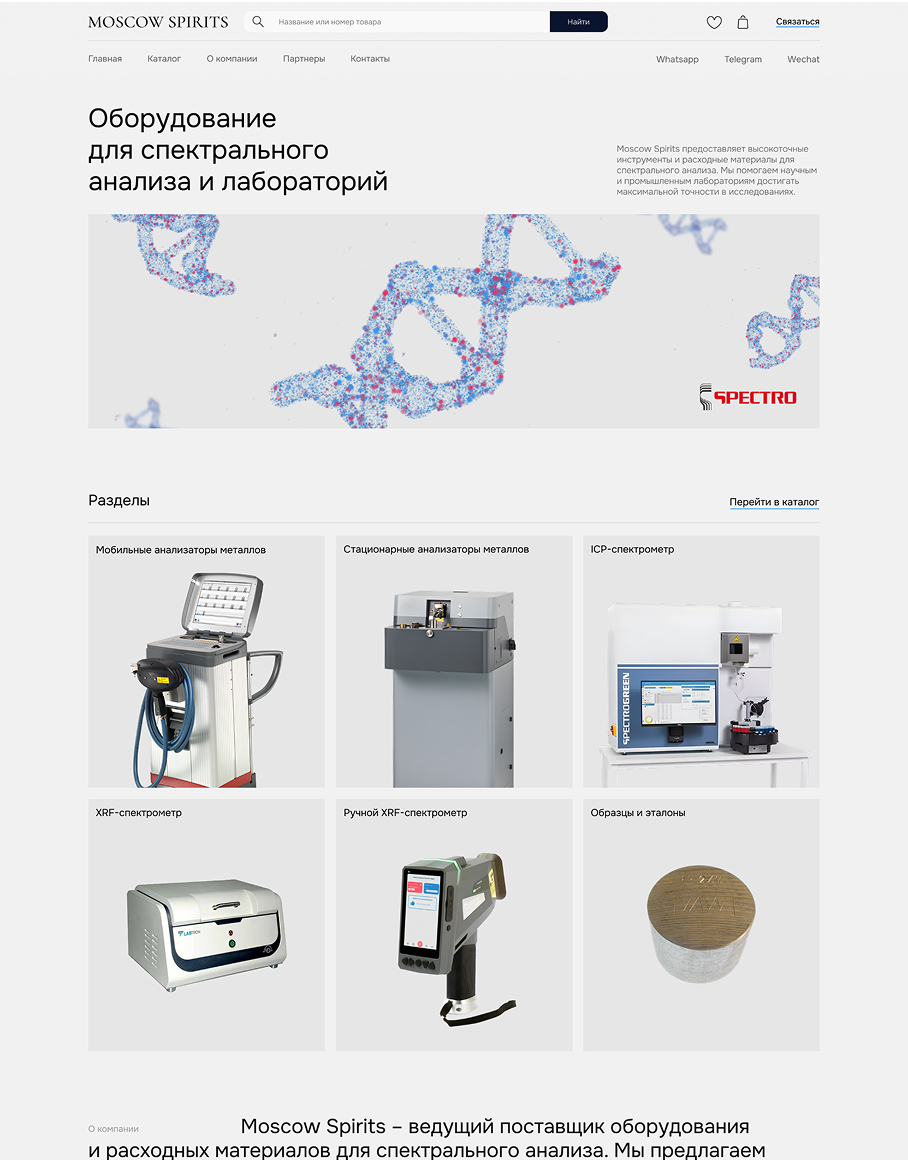 MOSCOW SPIRITS
Название или номер товара
Найти
Связаться
Главная
Каталог
О компании
Партнеры
Контакты
Whatsapp
Telegram
Wechat
Оборудование
для спектрального
анализа и лабораторий
Moscow Spirits предоставляет высокоточные
инструменты и расходные материалы для
спектрального анализа. Мы помогаем научным
и промышленным лабораториям достигать
максимальной точности в исследованиях.
SPECTRO
Разделы
Перейти в каталог
Мобильные анализаторы металлов
Стационарные анализаторы металлов
ICP-спектрометр
SPECTROGREEN
XRF-спектрометр
Ручной XRF-спектрометр
Образцы и эталоны
LABTRON
О компании
Moscow Spirits – ведущий поставщик оборудования
и расходных материалов для спектрального анализа. Мы предлагаем